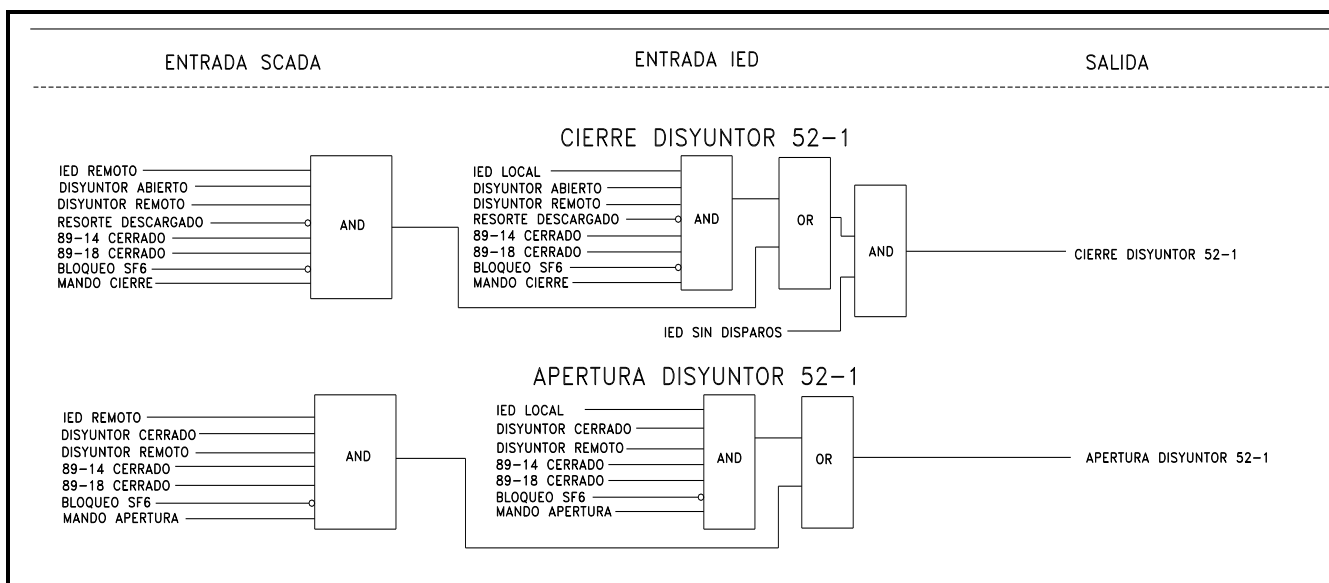 ENTRADA SCADA
ENTRADA IED
SALIDA
CIERRE DISYUNTOR 52-1
IED REMOTO
DISYUNTOR ABIERTO
DISYUNTOR REMOTO
RESORTE DESCARGADO
89-14 CERRADO
89-18 CERRADO
BLOQUEO SF6
MANDO CIERRE
AND
IED LOCAL
DISYUNTOR ABIERTO
DISYUNTOR REMOTO
RESORTE DESCARGADO
89-14 CERRADO
89-18 CERRADO
BLOQUEO SF6
MANDO CIERRE
AND
OR
AND
CIERRE DISYUNTOR 52-1
IED SIN DISPAROS
APERTURA DISYUNTOR 52-1
IED REMOTO
DISYUNTOR CERRADO
DISYUNTOR REMOTO
89-14 CERRADO
89-18 CERRADO
BLOQUEO SF6
MANDO APERTURA
AND
IED LOCAL
DISYUNTOR CERRADO
DISYUNTOR REMOTO
89-14 CERRADO
89-18 CERRADO
BLOQUEO SF6
MANDO APERTURA
AND
OR
APERTURA DISYUNTOR 52-1